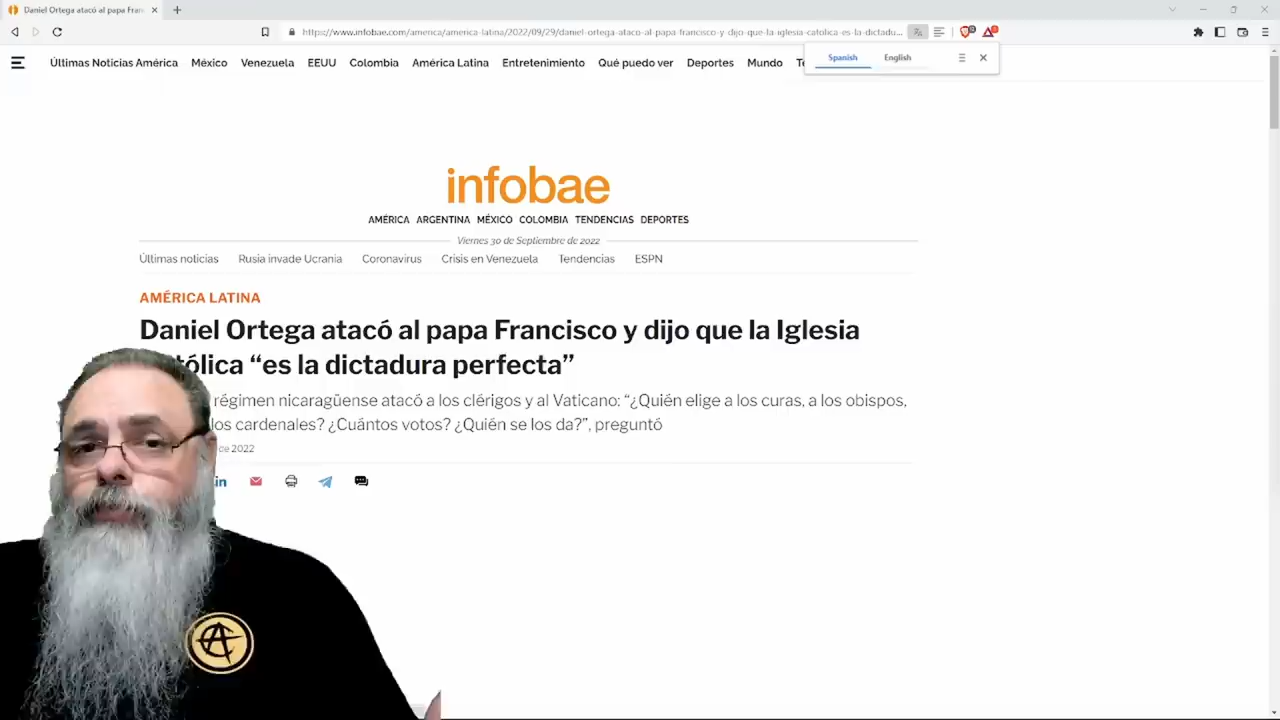 Daniel Ortega atacó al papa Fran
https://www.infobae.com/america/america-latina/2022/09/29/daniel-ortega-ataco-al-papa-francisco-y-dijo-que-la-iglesia-catolica-es-la-dictadu...
Spanish English
Últimas Noticias América México Venezuela EEUU Colombia América Latina Entretenimiento Qué puedo ver Deportes Mundo
infobae
AMÉRICA ARGENTINA MÉXICO COLOMBIA TENDENCIAS DEPORTES
Viernes 30 de Septiembre de 2022
Últimas noticias Rusia invade Ucrania Coronavirus Crisis en Venezuela Tendencias ESPN
AMÉRICA LATINA
Daniel Ortega atacó al papa Francisco y dijo que la Iglesia
tólica “es la dictadura perfecta”
régimen nicaragüense atacó a los clérigos y al Vaticano: “¿Quién elige a los curas, a los obispos,
los cardenales? ¿Cuántos votos? ¿Quién se los da?”, preguntó
de 2022
in